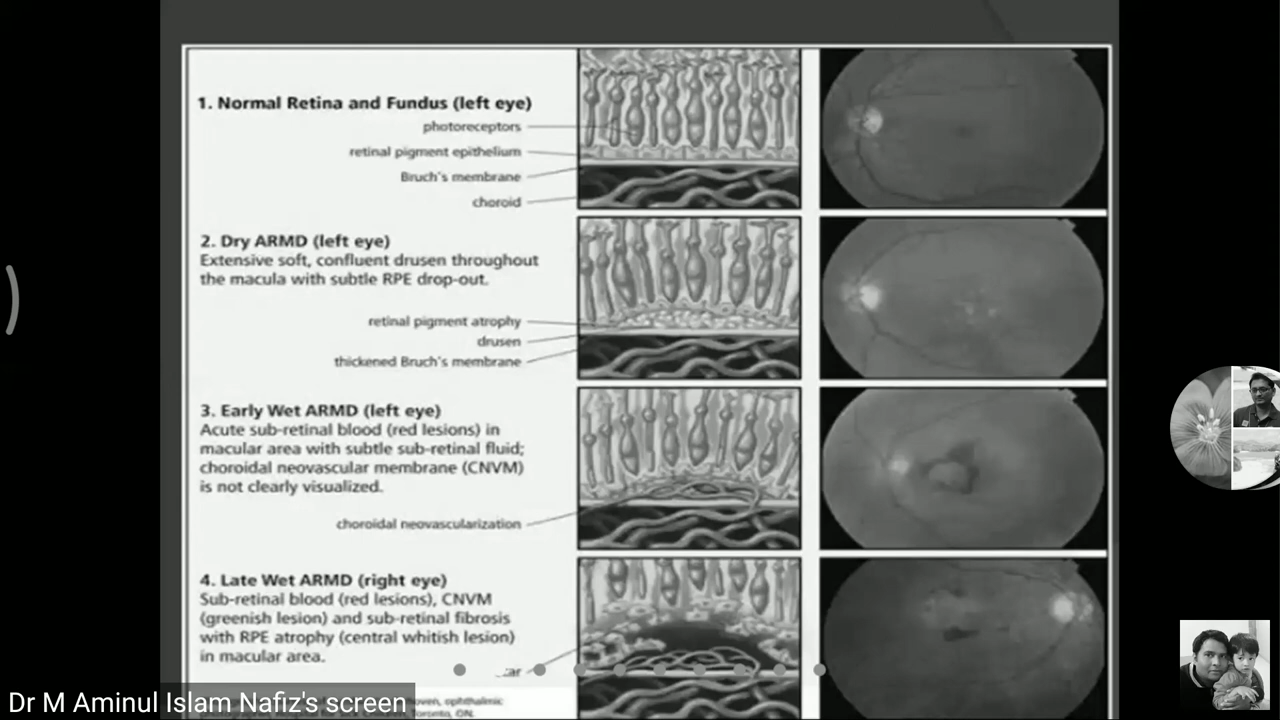 1. Normal Retina and Fundus (left eye)
photoreceptors
retinal pigment epithelium
Bruch's membrane
choroid
2. Dry ARMD (left eye)
Extensive soft, confluent drusen throughout
the macula with subtle RPE drop-out.
retinal pigment atrophy
drusen
thickened Bruch's membrane
3. Early Wet ARMD (left eye)
Acute sub-retinal blood (red lesions) in
macular area with subtle sub-retinal fluid;
choroidal neovascular membrane (CNVM)
is not clearly visualized.
choroidal neovascularization
4. Late Wet ARMD (right eye)
Sub-retinal blood (red lesions), CNVM
(greenish lesion) and sub-retinal fibrosis
with RPE atrophy (central whitish lesion)
in macular area.
ophthalmic
Toronto, ON.
Dr M Aminul Islam Nafiz's screen